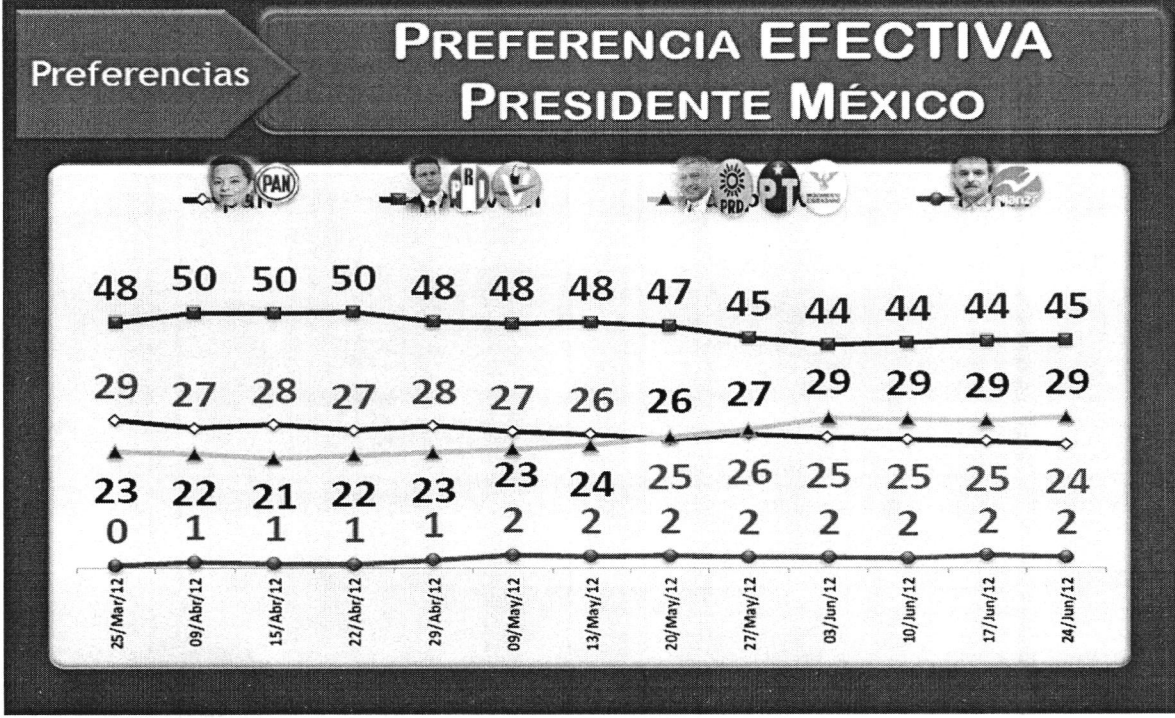 Preferencias
PREFERENCIA EFECTIVA
PRESIDENTE MÉXICO
PAN
PRI
PRD PT
48 50 50 50 48 48 48 47 45 44 44 44 45
29 27 28 27 28 27 26 26 27 29 29 29 29
23 22 21 22 23 23 24 25 26 25 25 25 24
0 1 1 1 1 2 2 2 2 2 2 2 2
25/Mar/12 09/Abr/12 15/Abr/12 22/Abr/12 29/Abr/12 09/May/12 13/May/12 20/May/12 27/May/12 03/Jun/12 10/Jun/12 17/Jun/12 24/Jun/12